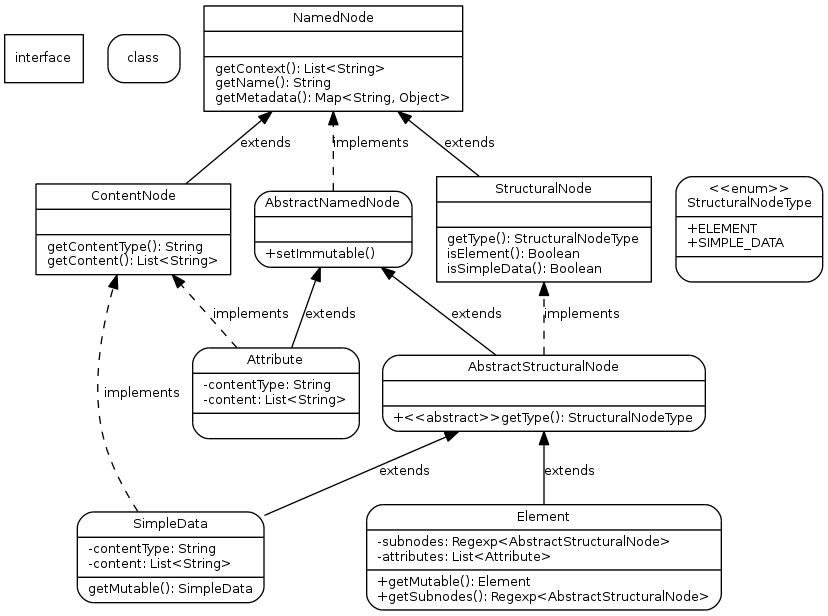 interface
class
NamedNode
getContext(): List<String>
getName(): String
getMetadata(): Map<String, Object>
extends
implements
extends
ContentNode
getContentType(): String
getContent(): List<String>
AbstractNamedNode
+setImmutable()
StructuralNode
getType(): StructuralNodeType
isElement(): Boolean
isSimpleData(): Boolean
<<enum>>
StructuralNodeType
+ELEMENT
+SIMPLE_DATA
implements
extends
extends
implements
Attribute
-contentType: String
-content: List<String>
AbstractStructuralNode
+<<abstract>>getType(): StructuralNodeType
implements
extends
extends
SimpleData
-contentType: String
-content: List<String>
getMutable(): SimpleData
Element
-subnodes: Regexp<AbstractStructuralNode>
-attributes: List<Attribute>
+getMutable(): Element
+getSubnodes(): Regexp<AbstractStructuralNode>